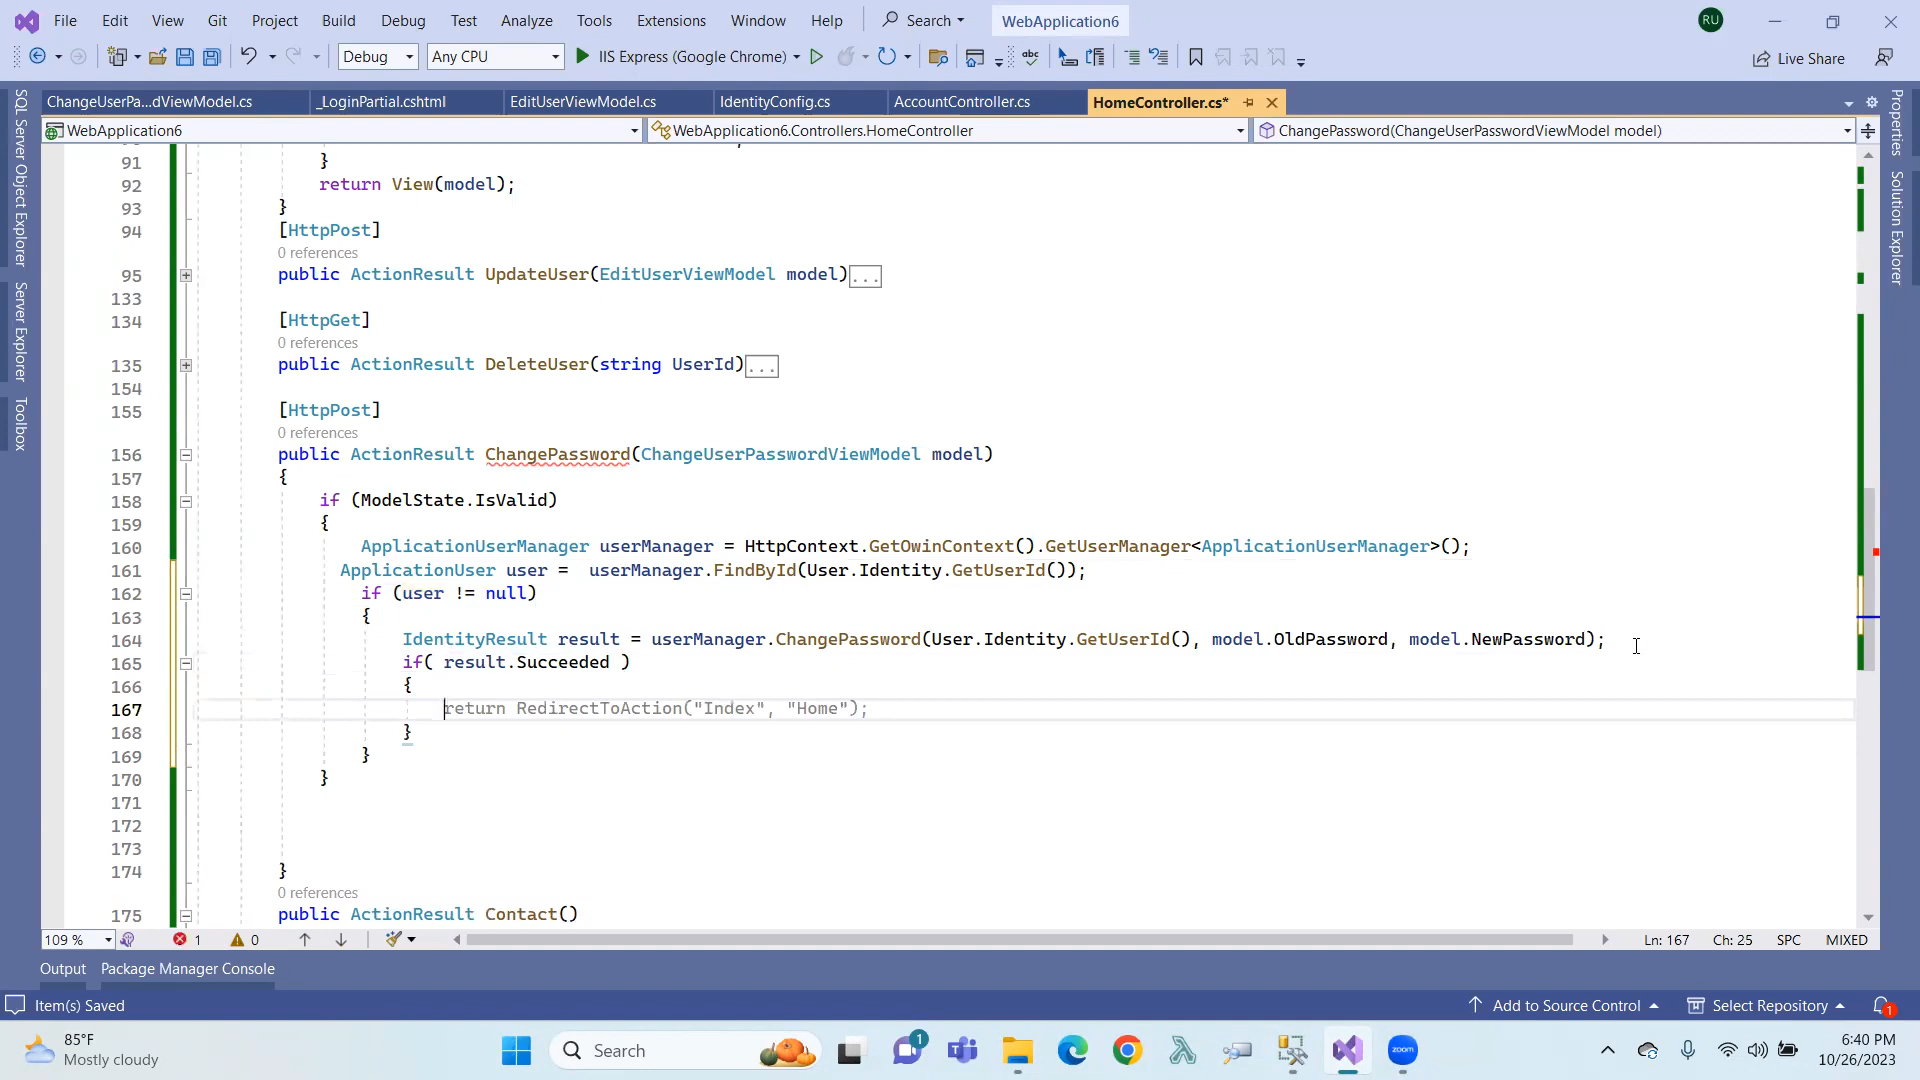 File Edit View Git Project Build Debug Test Analyze Tools Extensions Window Help Search WebApplication6 RU
Debug Any CPU IIS Express (Google Chrome) Live Share
ChangeUserPa...dViewModel.cs _LoginPartial.cshtml EditUserViewModel.cs IdentityConfig.cs AccountController.cs HomeController.cs*
WebApplication6 WebApplication6.Controllers.HomeController ChangePassword(ChangeUserPasswordViewModel model)
SQL Server Object Explorer
Server Explorer
Toolbox
Properties
Solution Explorer
91 }
92 return View(model);
93 }
94 [HttpPost]
0 references
95 public ActionResult UpdateUser(EditUserViewModel model)...
133
134 [HttpGet]
0 references
135 public ActionResult DeleteUser(string UserId)...
154
155 [HttpPost]
0 references
156 public ActionResult ChangePassword(ChangeUserPasswordViewModel model)
157 {
158 if (ModelState.IsValid)
159 {
160 ApplicationUserManager userManager = HttpContext.GetOwinContext().GetUserManager<ApplicationUserManager>();
161 ApplicationUser user = userManager.FindById(User.Identity.GetUserId());
162 if (user != null)
163 {
164 IdentityResult result = userManager.ChangePassword(User.Identity.GetUserId(), model.OldPassword, model.NewPassword);
165 if( result.Succeeded )
166 {
167 return RedirectToAction("Index", "Home");
168 }
169 }
170 }
171
172
173
174 }
0 references
175 public ActionResult Contact()
109 % 1 0 Ln: 167 Ch: 25 SPC MIXED
Output Package Manager Console
Item(s) Saved Add to Source Control Select Repository 1
85°F
Mostly cloudy
Search
1
zoom
6:40 PM
10/26/2023